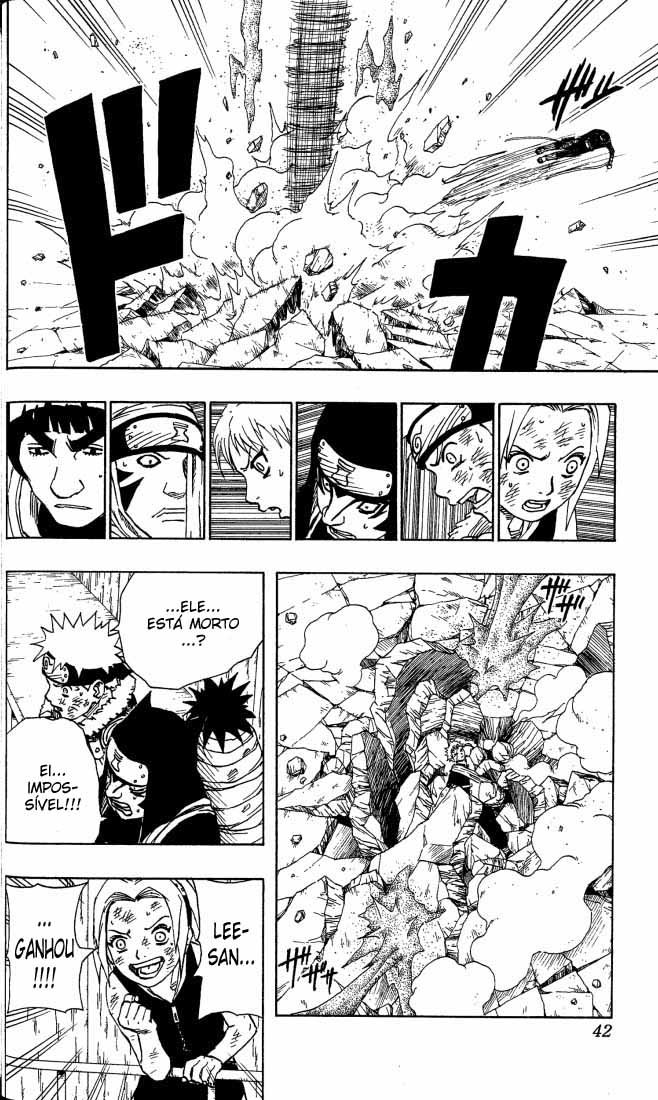 ドカ
...ELE...
ESTÁ MORTO
...?
EI...
IMPOS-
SÍVEL!!!
LEE-
SAN...
...
GANHOU
!!!!
42